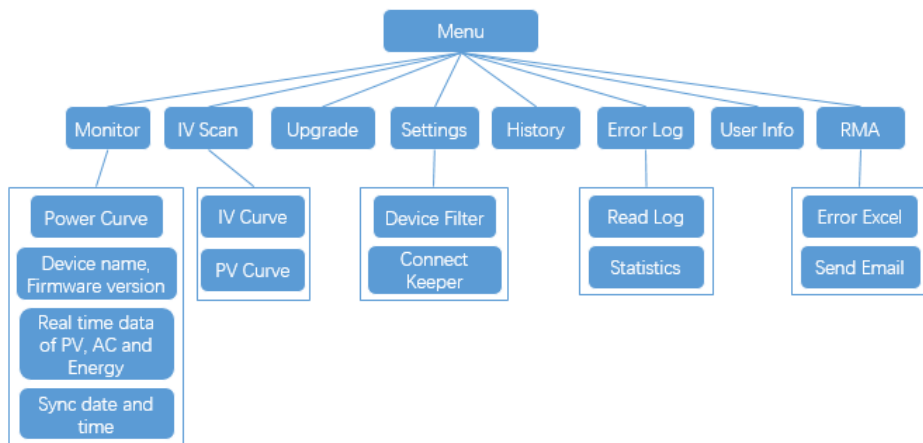 Menu
Monitor
IV Scan
Upgrade
Settings
History
Error Log
User Info
RMA
Power Curve
Device name,
Firmware version
Real time data
of PV, AC and
Energy
Sync date and
time
IV Curve
PV Curve
Device Filter
Connect
Keeper
Read Log
Statistics
Error Excel
Send Email